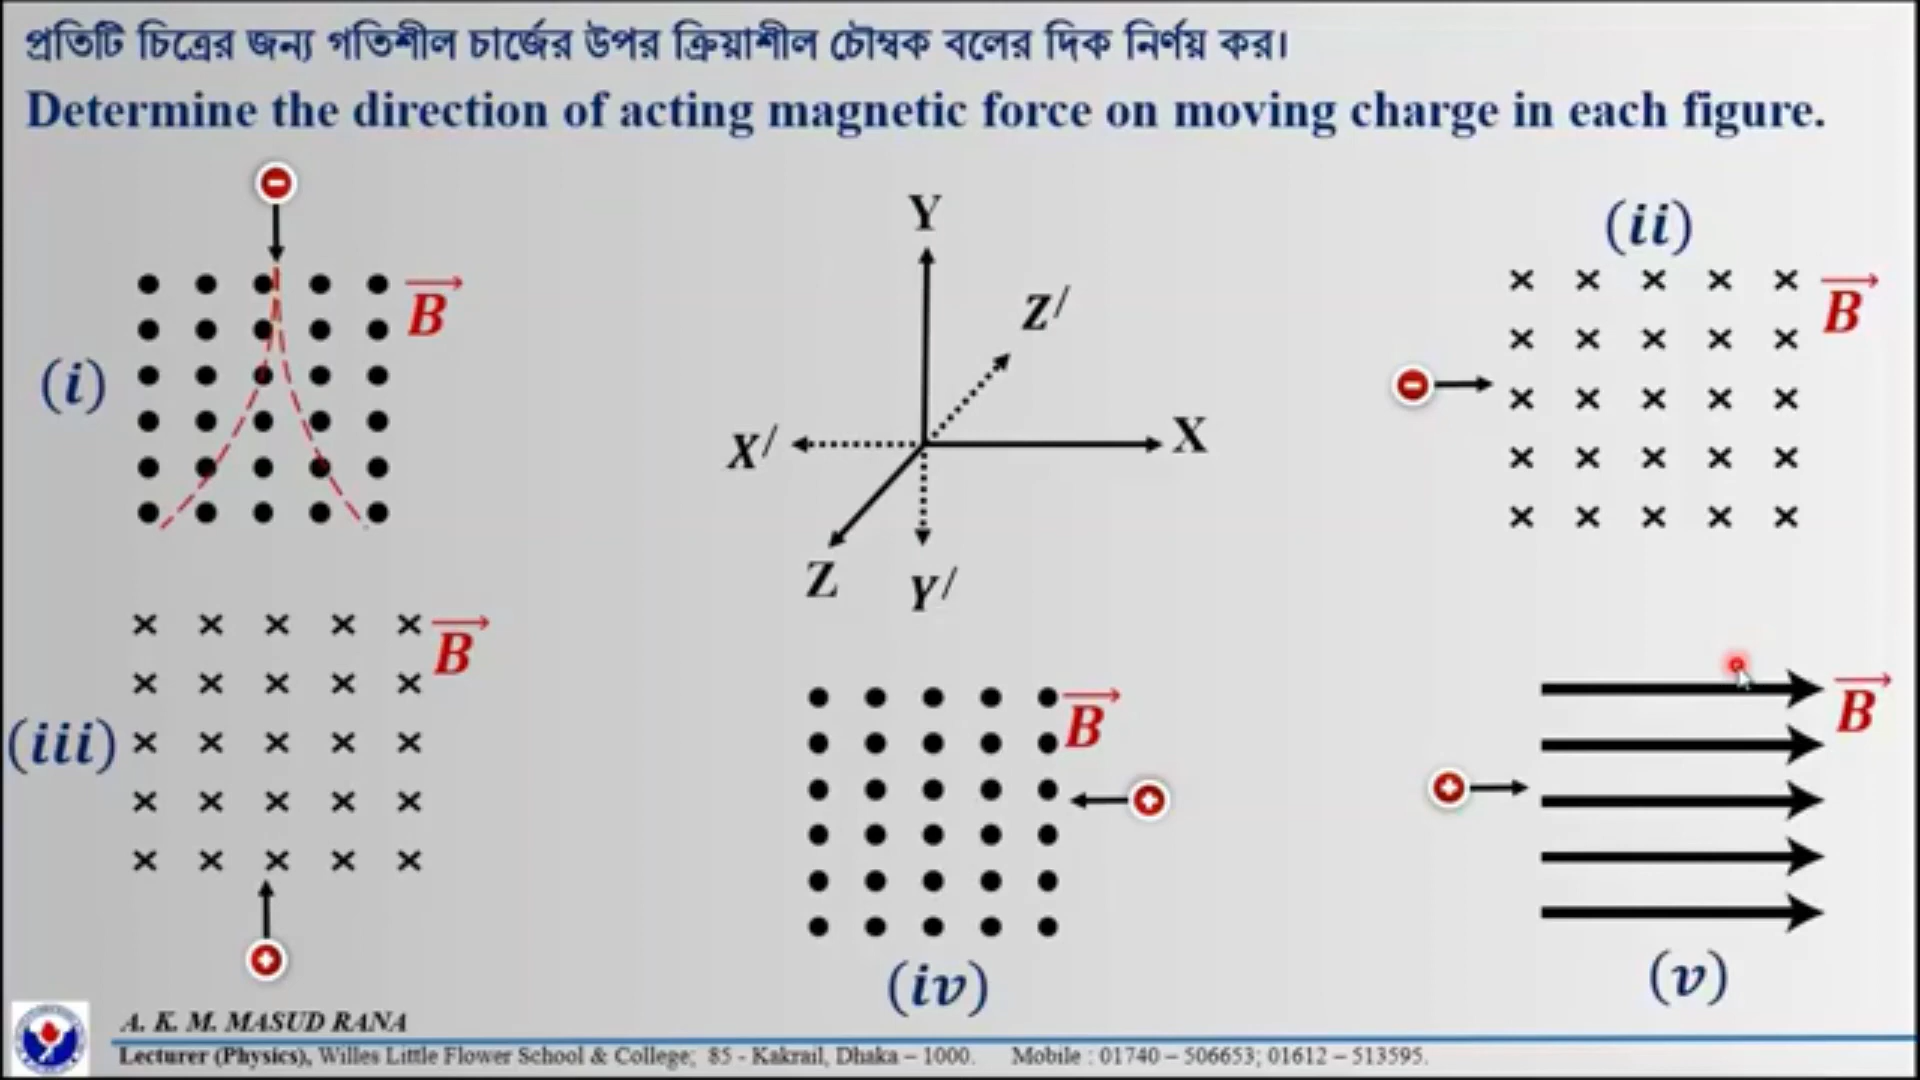 প্রতিটি চিত্রের জন্য গতিশীল চার্জের উপর ক্রিয়াশীল চৌম্বক বলের দিক নির্ণয় কর।
Determine the direction of acting magnetic force on moving charge in each figure.
Y
(ii)
B
Z/
B
(i)
X/
X
Z
Y/
B
B
B
(iii)
(iv)
(v)
A. K. M. MASUD RANA
Lecturer (Physics), Willes Little Flower School & College; 85 - Kakrail, Dhaka – 1000. Mobile : 01740 – 506653; 01612 – 513595.